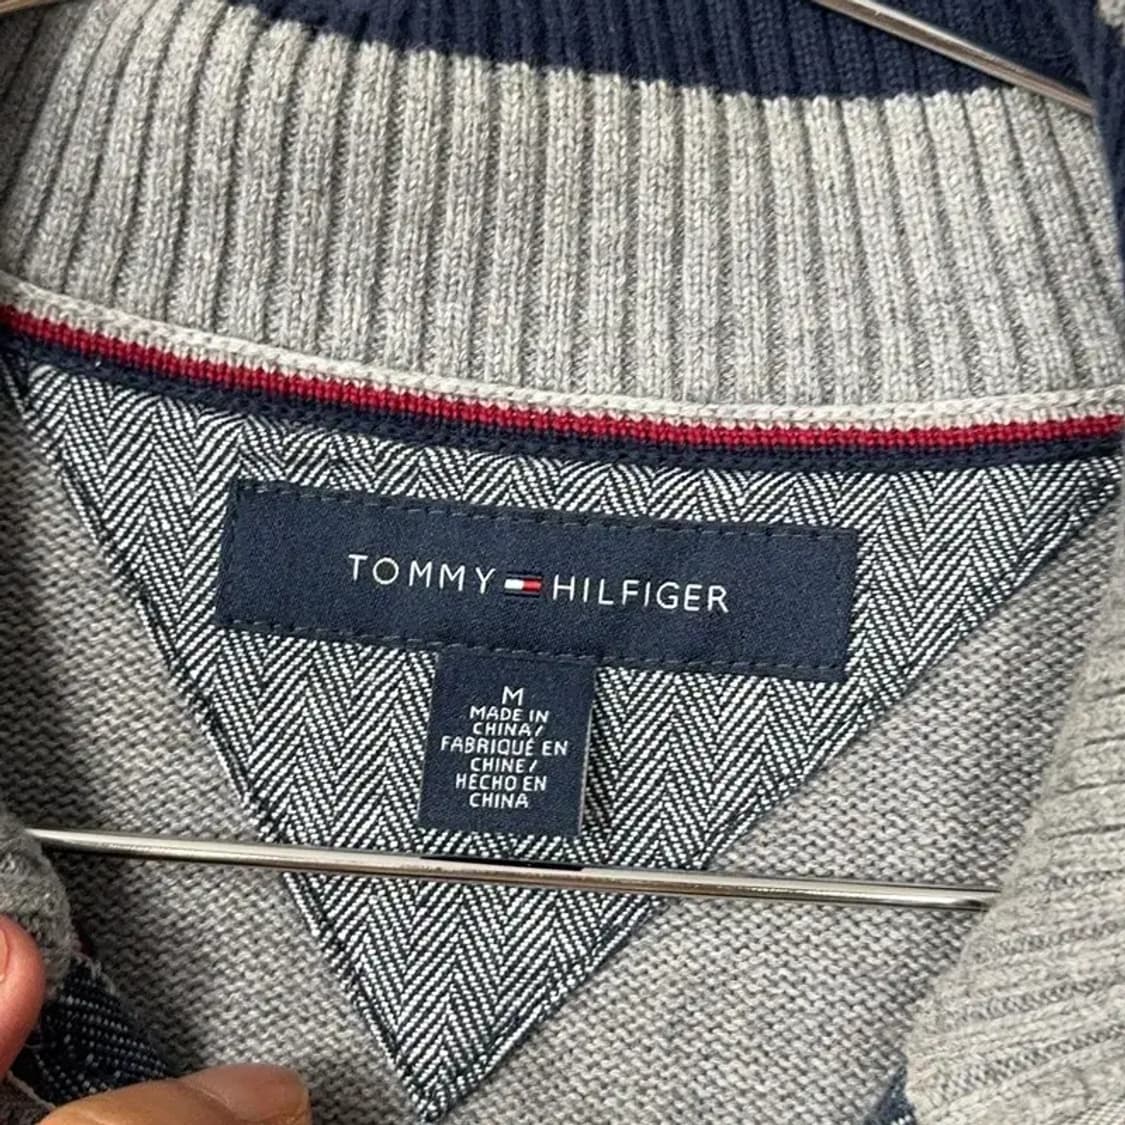 TOMMY HILFIGER
M
MADE IN
CHINA/
FABRIQUÉ EN
CHINE/
HECHO EN
CHINA